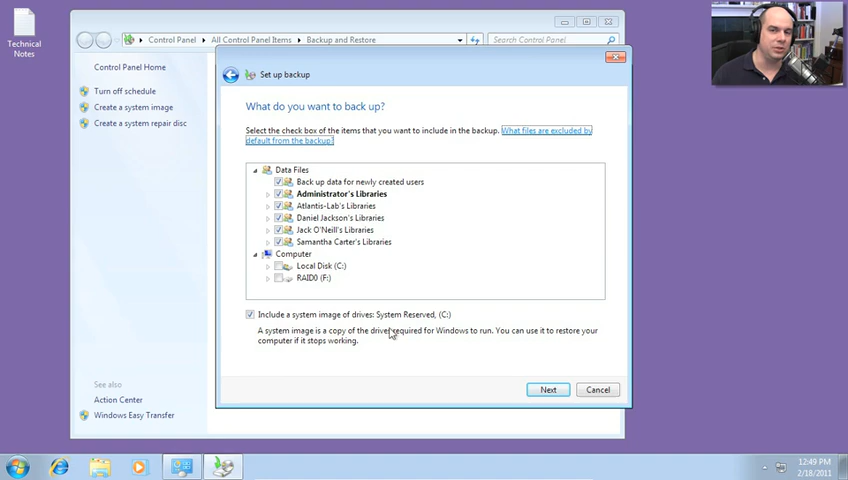 Technical
Notes
Control Panel
All Control Panel Items
Backup and Restore
Search Control Panel
Control Panel Home
Turn off schedule
Create a system image
Create a system repair disc
See also
Action Center
Windows Easy Transfer
Set up backup
What do you want to back up?
Select the check box of the items that you want to include in the backup. What files are excluded by
default from the backup?
Data Files
Back up data for newly created users
Administrator's Libraries
Atlantis-Lab's Libraries
Daniel Jackson's Libraries
Jack O'Neill's Libraries
Samantha Carter's Libraries
Computer
Local Disk (C:)
RAID0 (F:)
Include a system image of drives: System Reserved, (C:)
A system image is a copy of the drives required for Windows to run. You can use it to restore your
computer if it stops working.
Next
Cancel
12:49 PM
2/18/2011